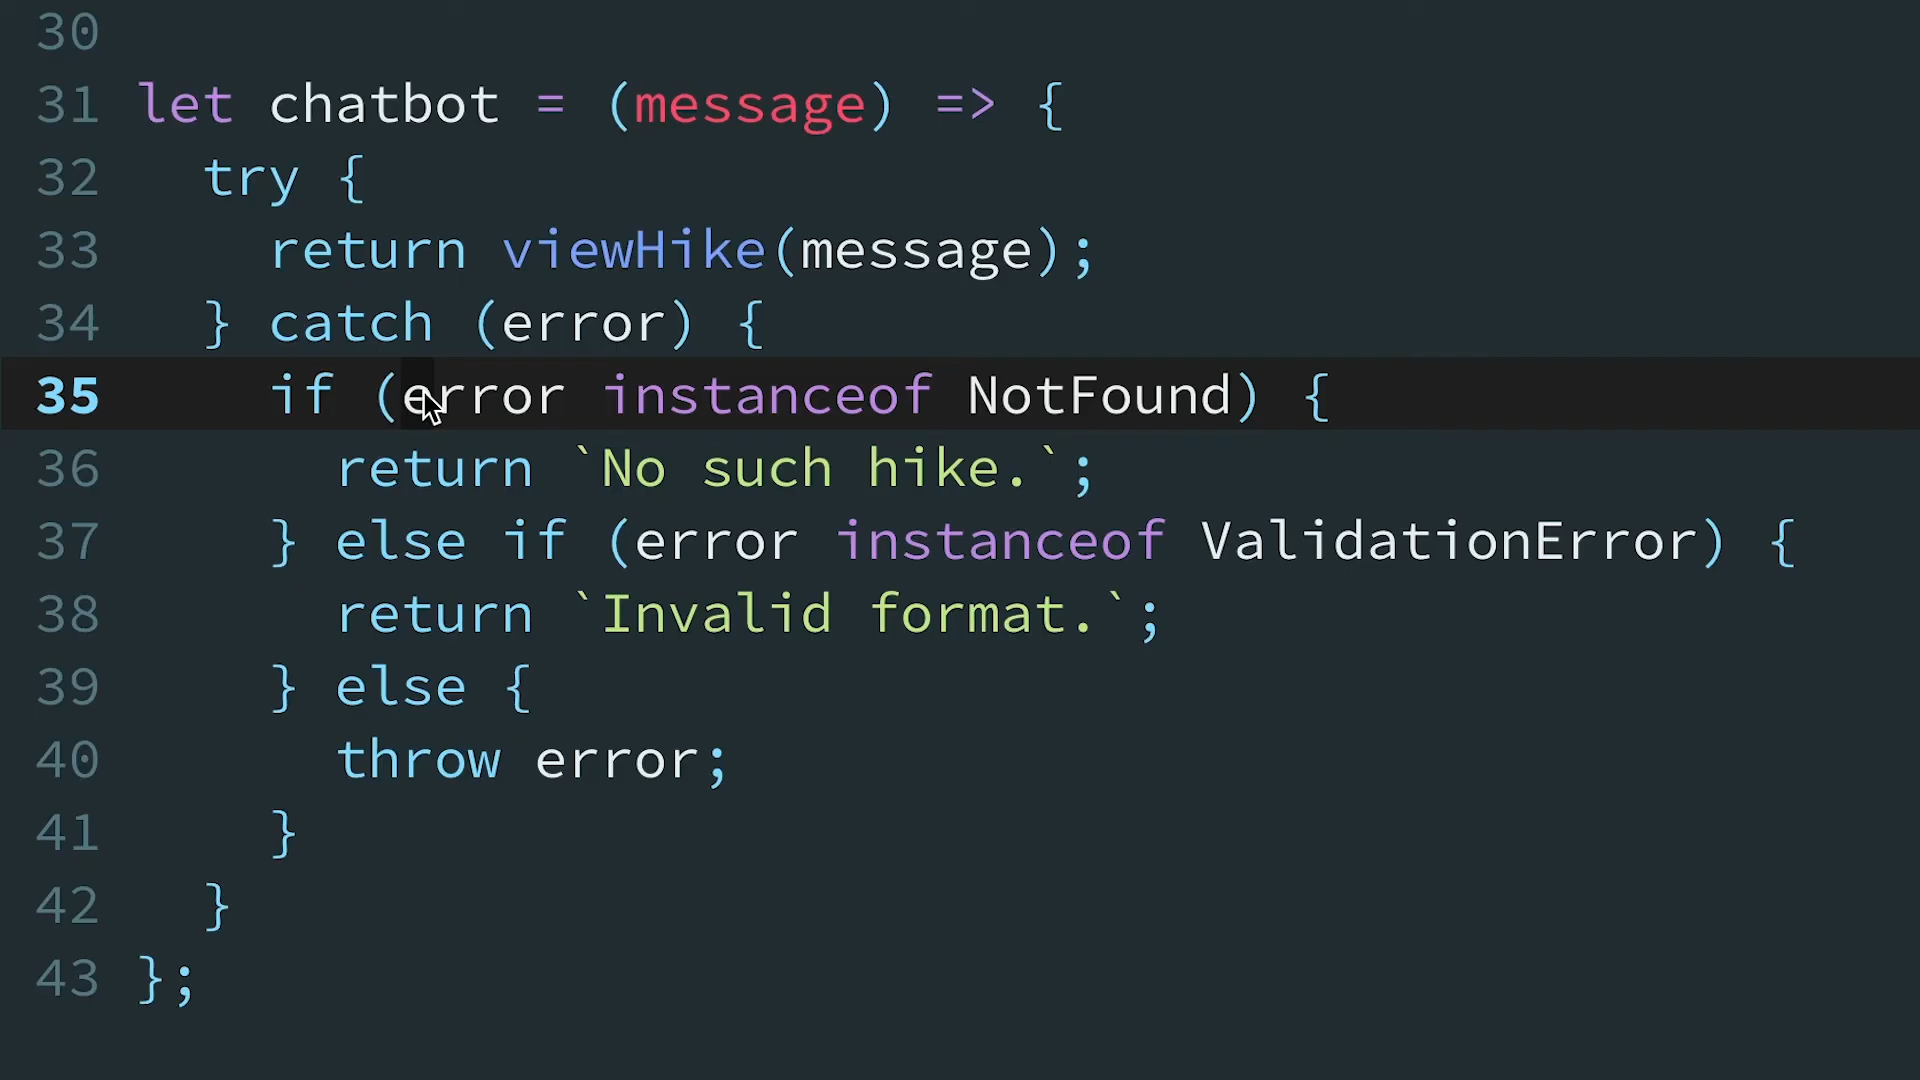 30
31 let chatbot = (message) => {
32   try {
33     return viewHike(message);
34   } catch (error) {
35     if (error instanceof NotFound) {
36       return `No such hike.`;
37     } else if (error instanceof ValidationError) {
38       return `Invalid format.`;
39     } else {
40       throw error;
41     }
42   }
43 };